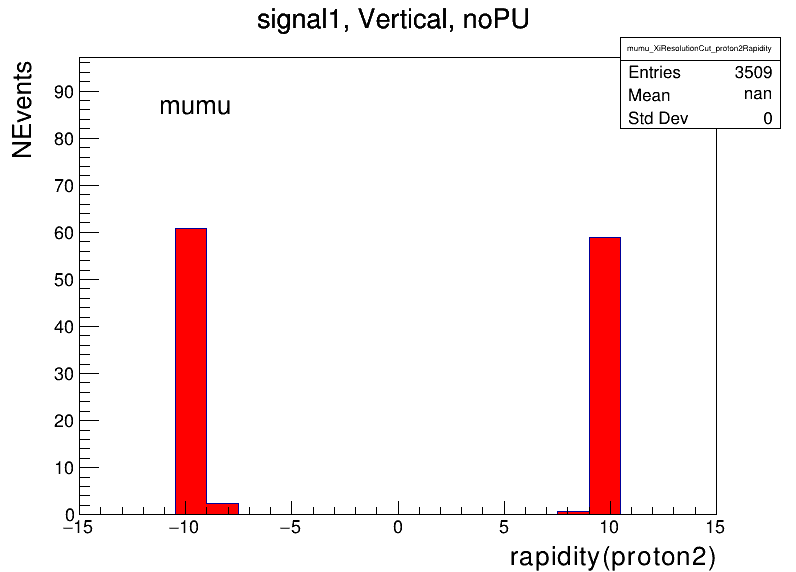 signal1, Vertical, noPU
mumu_XiResolutionCut_proton2Rapidity
Entries 3509
Mean nan
Std Dev 0
NEvents
mumu
90
80
70
60
50
40
30
20
10
0
−15 −10 −5 0 5 10 15
rapidity(proton2)